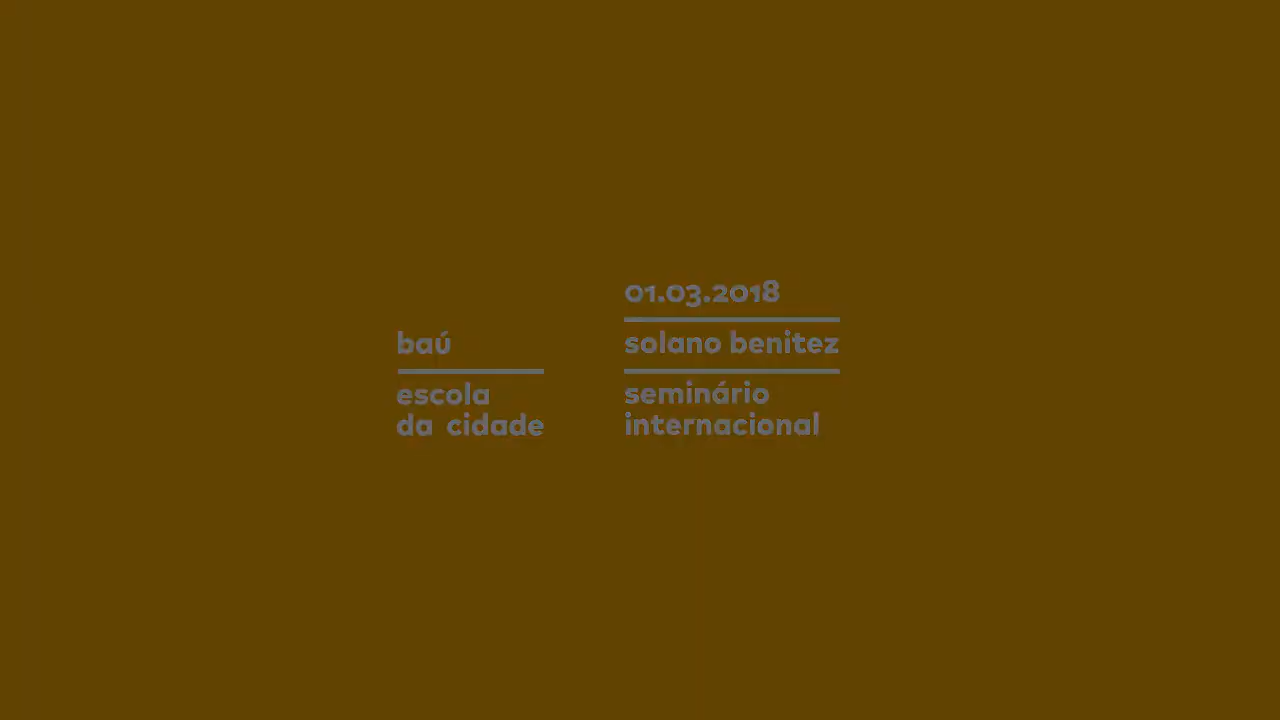 baú
escola
da cidade
01.03.2018
solano benitez
seminário
internacional